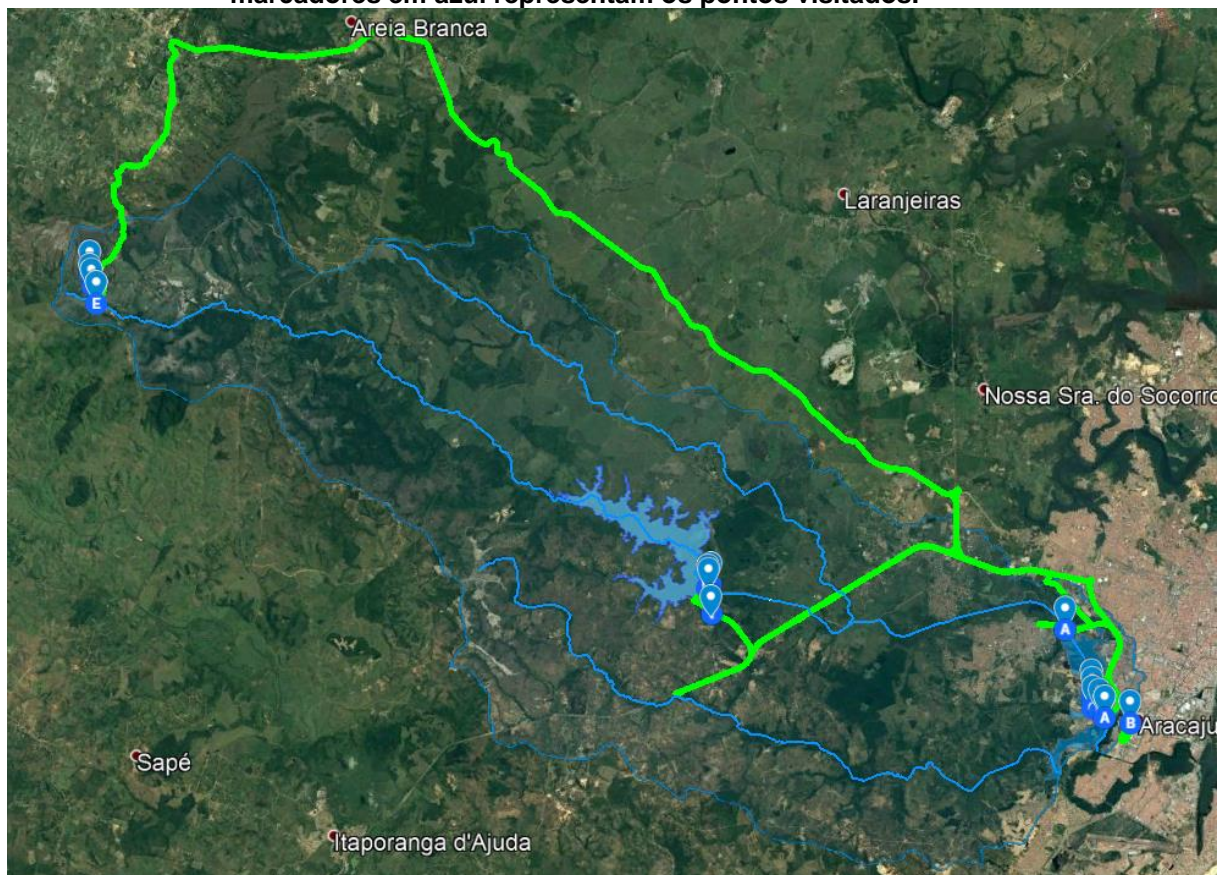 marcadores em azul representam os pontos visitados.
Areia Branca
Laranjeiras
E
Nossa Sra. do Socorro
A
A
B
Aracaju
Sapé
Itaporanga d'Ajuda